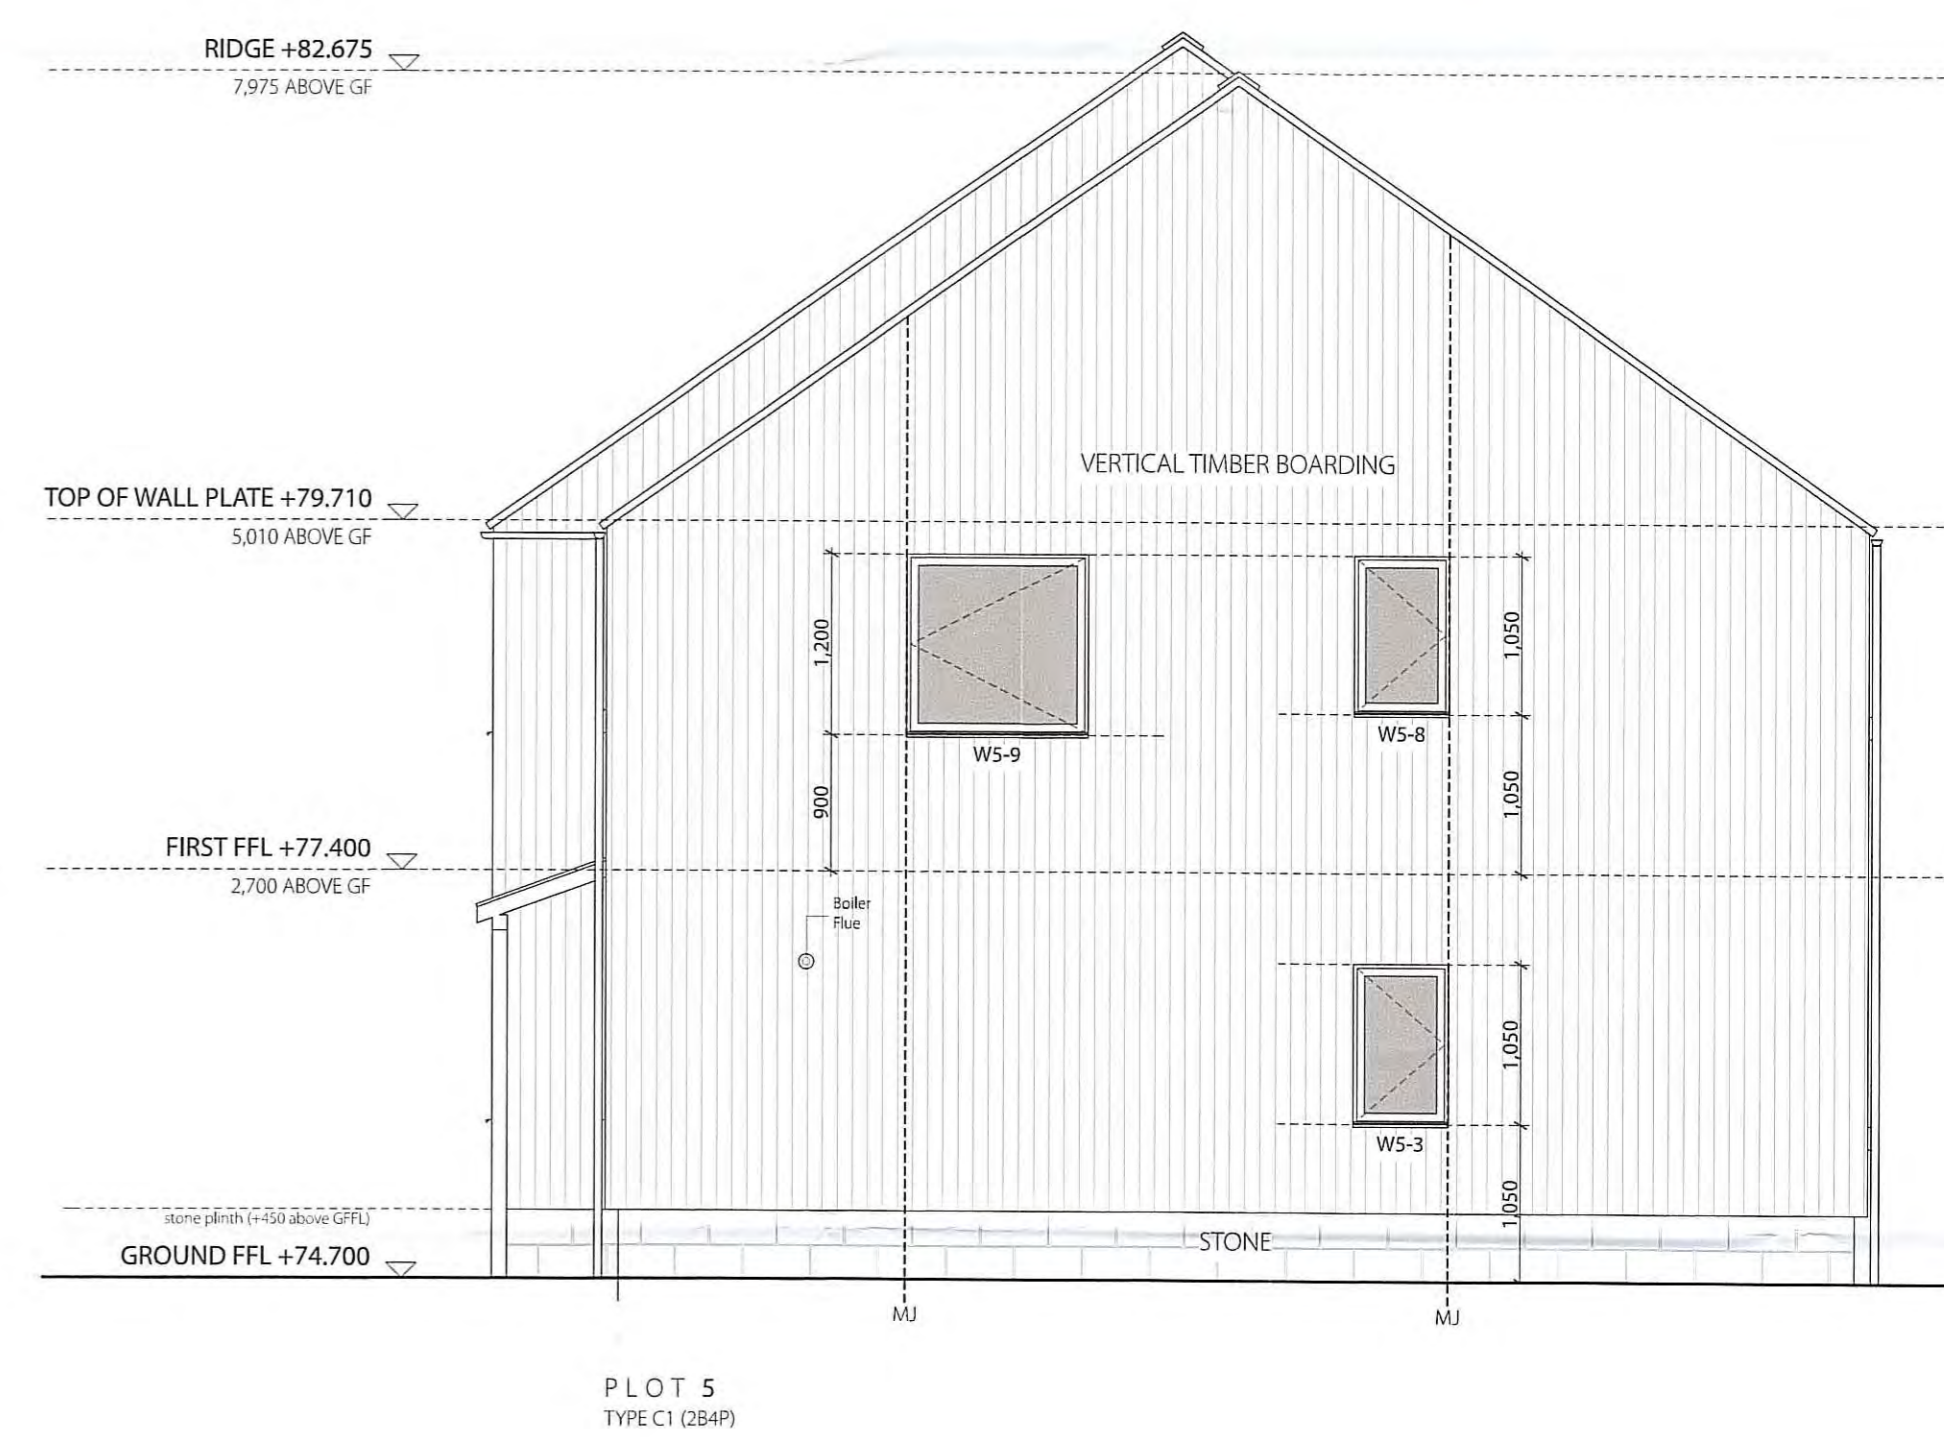 RIDGE +82.675
7,975 ABOVE GF
VERTICAL TIMBER BOARDING
TOP OF WALL PLATE +79.710
5,010 ABOVE GF
1,200
1,050
W5-8
W5-9
900
1,050
FIRST FFL +77.400
2,700 ABOVE GF
Boiler
Flue
1,050
W5-3
1,050
stone plinth (+450 above GFFL)
STONE
GROUND FFL +74.700
MJ
MJ
PLOT 5
TYPE C1 (2B4P)